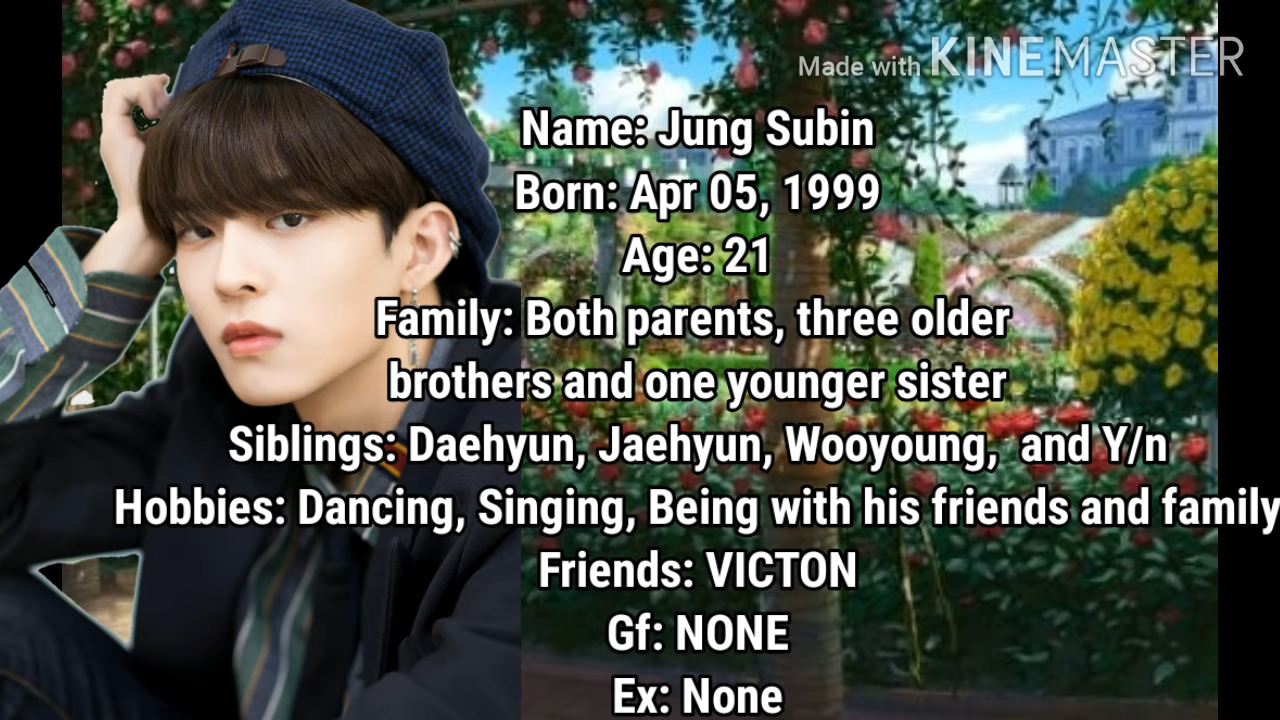 Made with KINEMASTER
Name: Jung Subin
Born: Apr 05, 1999
Age: 21
Family: Both parents, three older
brothers and one younger sister
Siblings: Daehyun, Jaehyun, Wooyoung,  and Y/n
Hobbies: Dancing, Singing, Being with his friends and family
Friends: VICTON
Gf: NONE
Ex: None